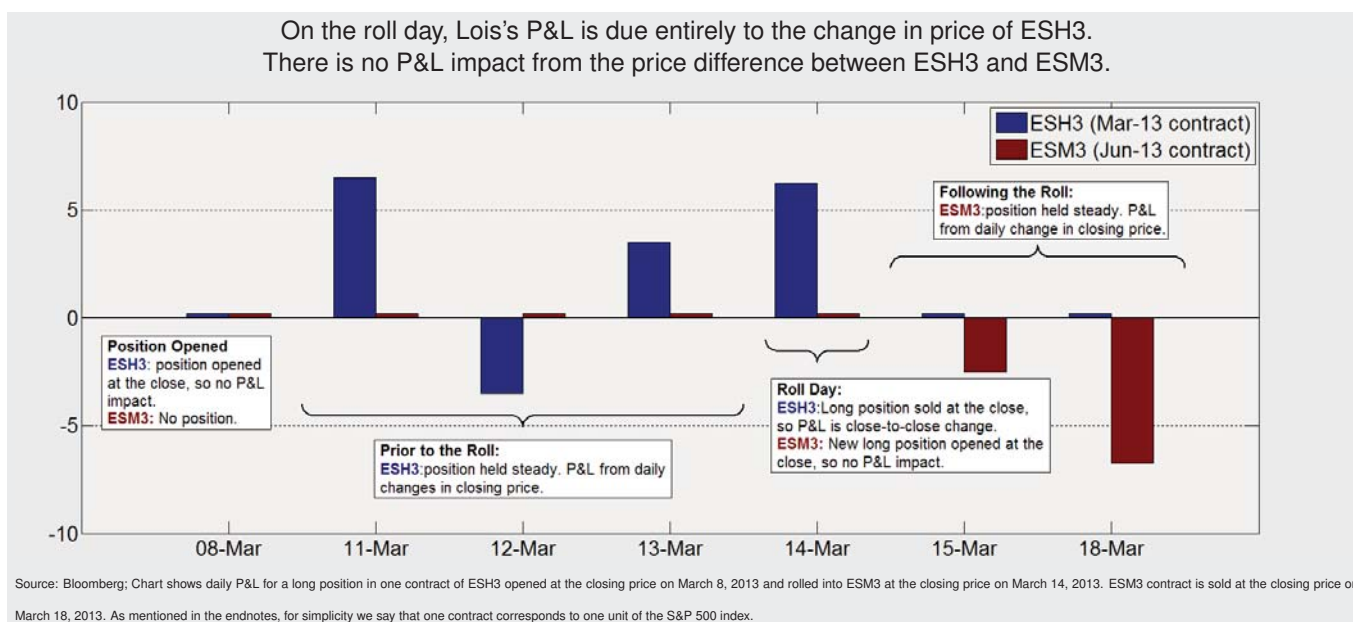 On the roll day, Lois's P&L is due entirely to the change in price of ESH3.
There is no P&L impact from the price difference between ESH3 and ESM3.
10
5
0
-5
-10
ESH3 (Mar-13 contract)
ESM3 (Jun-13 contract)
Following the Roll:
ESM3:position held steady. P&L
from daily change in closing price.
Position Opened
ESH3: position opened
at the close, so no P&L
impact.
ESM3: No position.
Prior to the Roll:
ESH3:position held steady. P&L from daily
changes in closing price.
Roll Day:
ESH3:Long position sold at the close,
so P&L is close-to-close change.
ESM3: New long position opened at the
close, so no P&L impact.
08-Mar 11-Mar 12-Mar 13-Mar 14-Mar 15-Mar 18-Mar
Source: Bloomberg; Chart shows daily P&L for a long position in one contract of ESH3 opened at the closing price on March 8, 2013 and rolled into ESM3 at the closing price on March 14, 2013. ESM3 contract is sold at the closing price
March 18, 2013. As mentioned in the endnotes, for simplicity we say that one contract corresponds to one unit of the S&P 500 index.